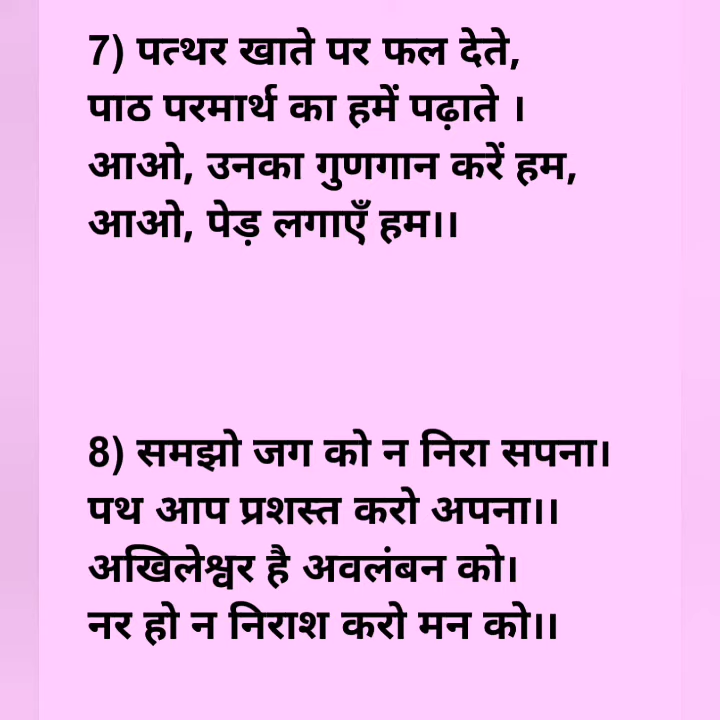 7) पत्थर खाते पर फल देते,
पाठ परमार्थ का हमें पढ़ाते ।
आओ, उनका गुणगान करें हम,
आओ, पेड़ लगाएँ हम।।
8) समझो जग को न निरा सपना।
पथ आप प्रशस्त करो अपना।।
अखिलेश्वर है अवलंबन को।
नर हो न निराश करो मन को।।